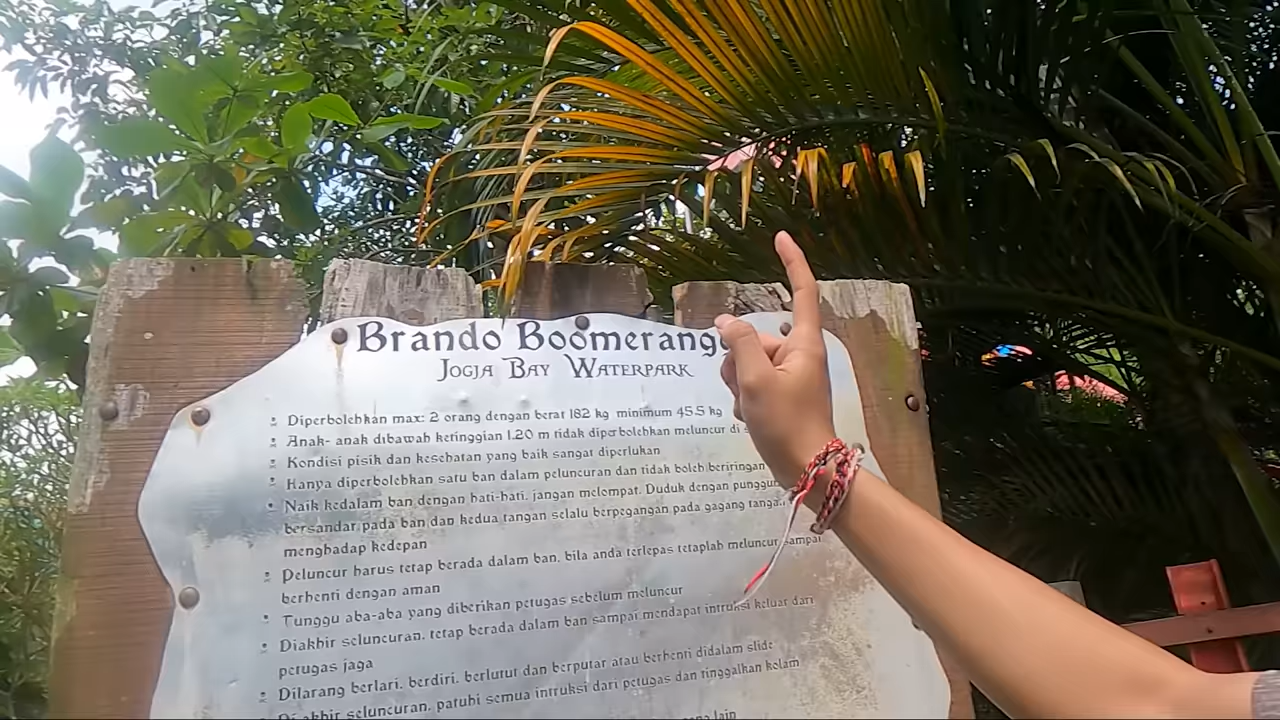 Brando Boomerang
Jogja Bay Waterpark
Diperbolehkan max: 2 orang dengan berat 182 kg minimum 45.5 kg
Anak- anak dibawah keringgian 1.20 m tidak diperbolehkan meluncur di
Kondisi pisik dan kesehatan yang baik sangat diperlukan
Hanya diperbolehkan satu ban dalam peluncuran dan tidak boleh beriringan
Naik kedalam ban dengan hati-hati, jangan melempat. Duduk dengan punggung
bersandar pada ban dan kedua tangan selalu berpegangan pada gagang tangan
menghadap kedepan
Peluncur harus tetap berada dalam ban, bila anda terlepas tetaplah meluncur sampai
berhenti dengan aman
Tunggu aba-aba yang diberikan petugas sebelum meluncur
Diakhir seluncuran, tetap berada dalam ban sampai mendapat intruksi keluar dari
petugas jaga
Dilarang berlari, berdiri, berlutut dan berputar atau berhenti didalam slide
Diakhir seluncuran, patuhi semua intruksi dari petugas dan tinggalkan kolam
lain